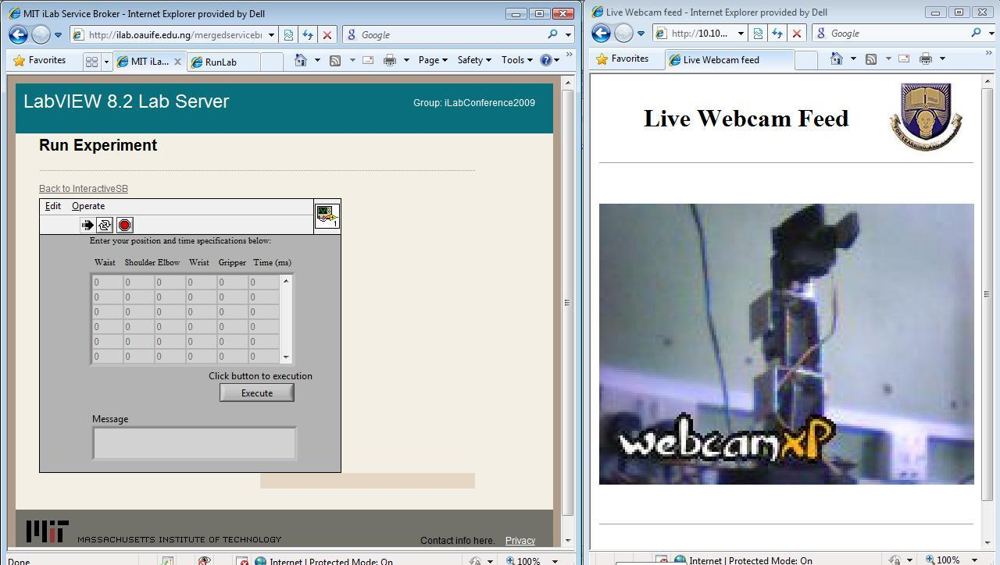 MIT iLab Service Broker - Internet Explorer provided by Dell
http://ilab.oauife.edu.ng/mergedservicebr
Google
Favorites
MIT iLa...
RunLab
Page
Safety
Tools
LabVIEW 8.2 Lab Server
Group: iLabConference2009
Run Experiment
Back to InteractiveSB
Edit Operate
1
Enter your position and time specifications below:
Waist Shoulder Elbow Wrist Gripper Time (ms)
0 0 0 0 0 0
0 0 0 0 0 0
0 0 0 0 0 0
0 0 0 0 0 0
0 0 0 0 0 0
0 0 0 0 0 0
Click button to execution
Execute
Message
MIT
MASSACHUSETTS INSTITUTE OF TECHNOLOGY
Contact info here. Privacy
Done
Internet | Protected Mode: On
100%
Live Webcam feed - Internet Explorer provided by Dell
http://10.10...
Google
Favorites
Live Webcam feed
Live Webcam Feed
FOR LEARNING AND
webcamxp
Internet | Protected Mode: On
100%